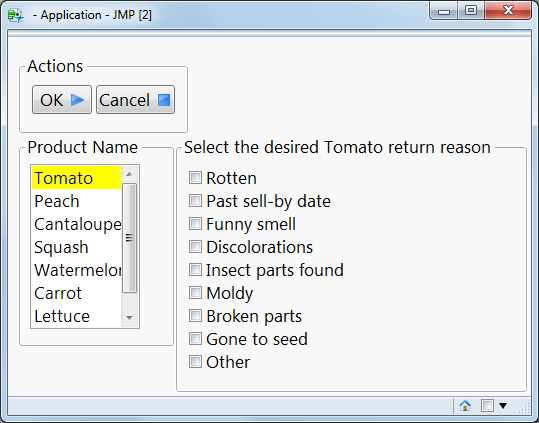 - Application - JMP [2]
Actions
OK
Cancel
Product Name
Tomato
Peach
Cantaloupe
Squash
Watermelon
Carrot
Lettuce
Select the desired Tomato return reason
Rotten
Past sell-by date
Funny smell
Discolorations
Insect parts found
Moldy
Broken parts
Gone to seed
Other